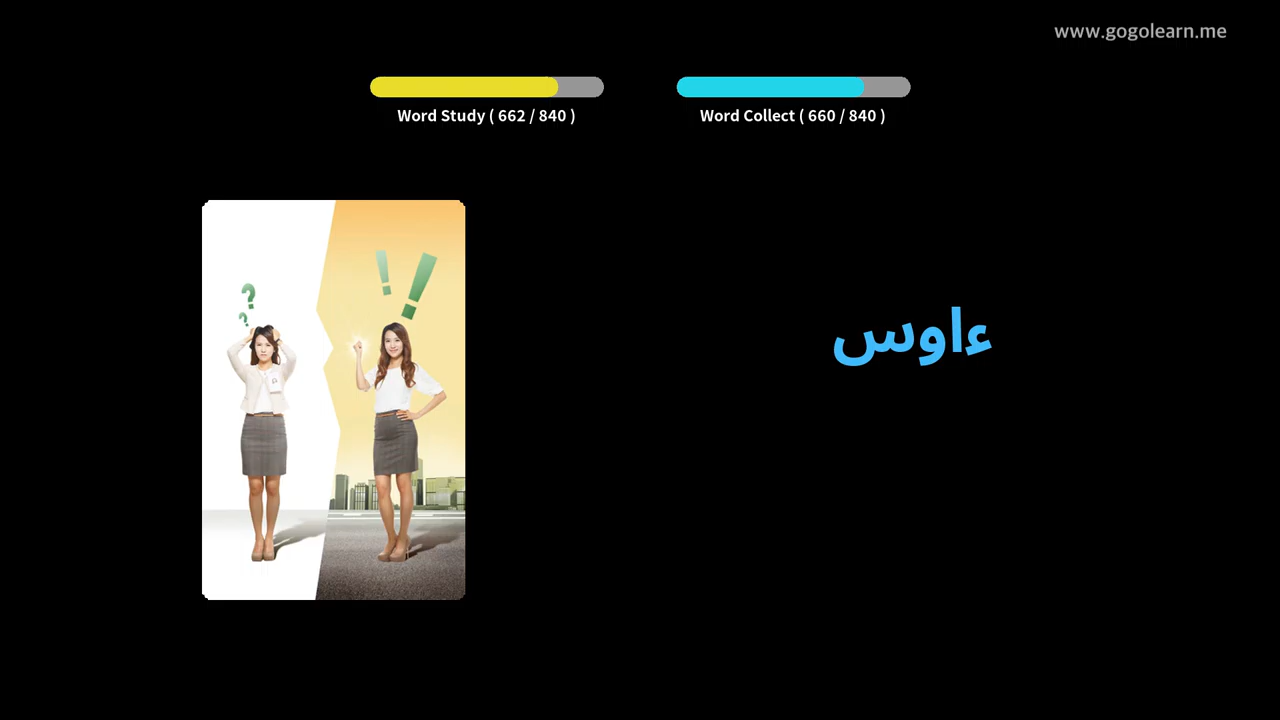 www.gogolearn.me
Word Study ( 662 / 840 )
Word Collect ( 660 / 840 )
? ?
! !
ءاوس